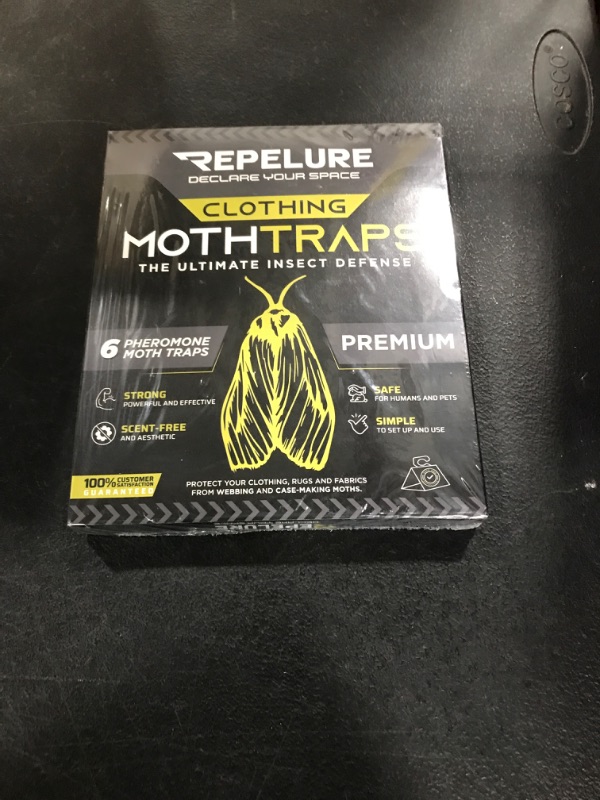 COSCO
REPELURE
DECLARE YOUR SPACE
CLOTHING
MOTHTRAPS
THE ULTIMATE INSECT DEFENSE
6 PHEROMONE
MOTH TRAPS
PREMIUM
STRONG
POWERFUL AND EFFECTIVE
SCENT-FREE
AND AESTHETIC
SAFE
FOR HUMANS AND PETS
SIMPLE
TO SET UP AND USE
100% CUSTOMER
SATISFACTION
GUARANTEED
PROTECT YOUR CLOTHING, RUGS AND FABRICS
FROM WEBBING AND CASE-MAKING MOTHS.